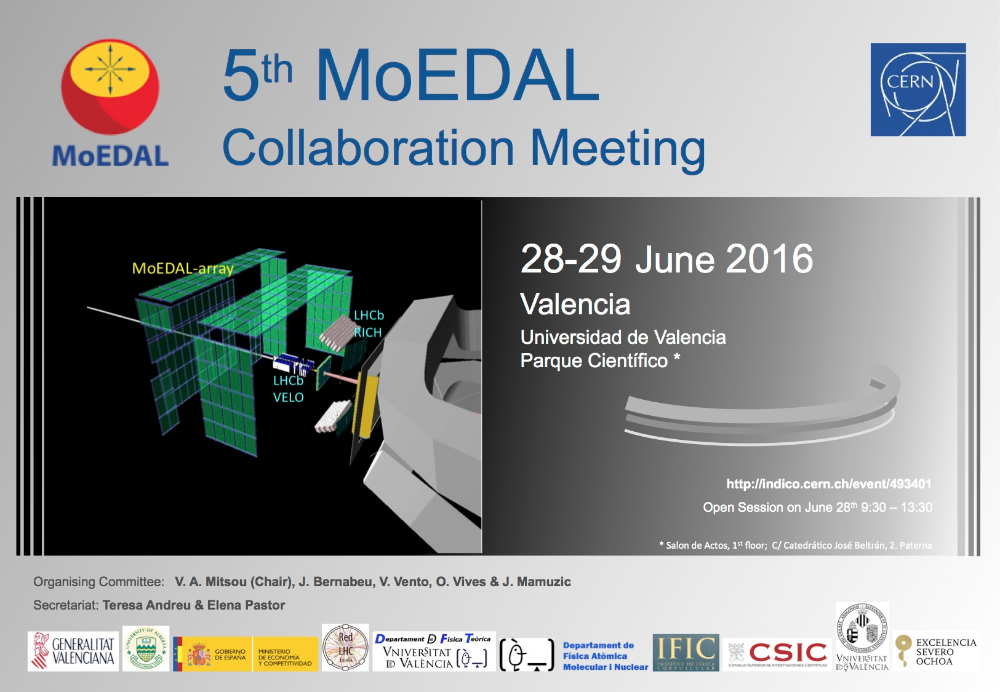 5th MoEDAL
Collaboration Meeting
MoEDAL
CERN
MoEDAL-array
LHCb
RICH
LHCb
VELO
28-29 June 2016
Valencia
Universidad de Valencia
Parque Científico *
http://indico.cern.ch/event/493401
Open Session on June 28th 9:30 – 13:30
* Salon de Actos, 1st floor; C/ Catedrático José Beltrán, 2. Paterna
Organising Committee: V. A. Mitsou (Chair), J. Bernabeu, V. Vento, O. Vives & J. Mamuzic
Secretariat: Teresa Andreu & Elena Pastor
GENERALITAT
VALENCIANA
UNIVERSITY OF ALBERTA
GOBIERNO
DE ESPAÑA
MINISTERIO
DE ECONOMÍA
Y COMPETITIVIDAD
Red
LHC
España
Departament DE Física Teòrica
VNIVERSITAT
DE VALÈNCIA
Departament de
Física Atòmica
Molecular i Nuclear
IFIC
INSTITUT DE FÍSICA
CORPUSCULAR
CSIC
CONSEJO SUPERIOR DE INVESTIGACIONES CIENTÍFICAS
VNIVERSITAT
DE VALÈNCIA
EXCELENCIA
SEVERO
OCHOA